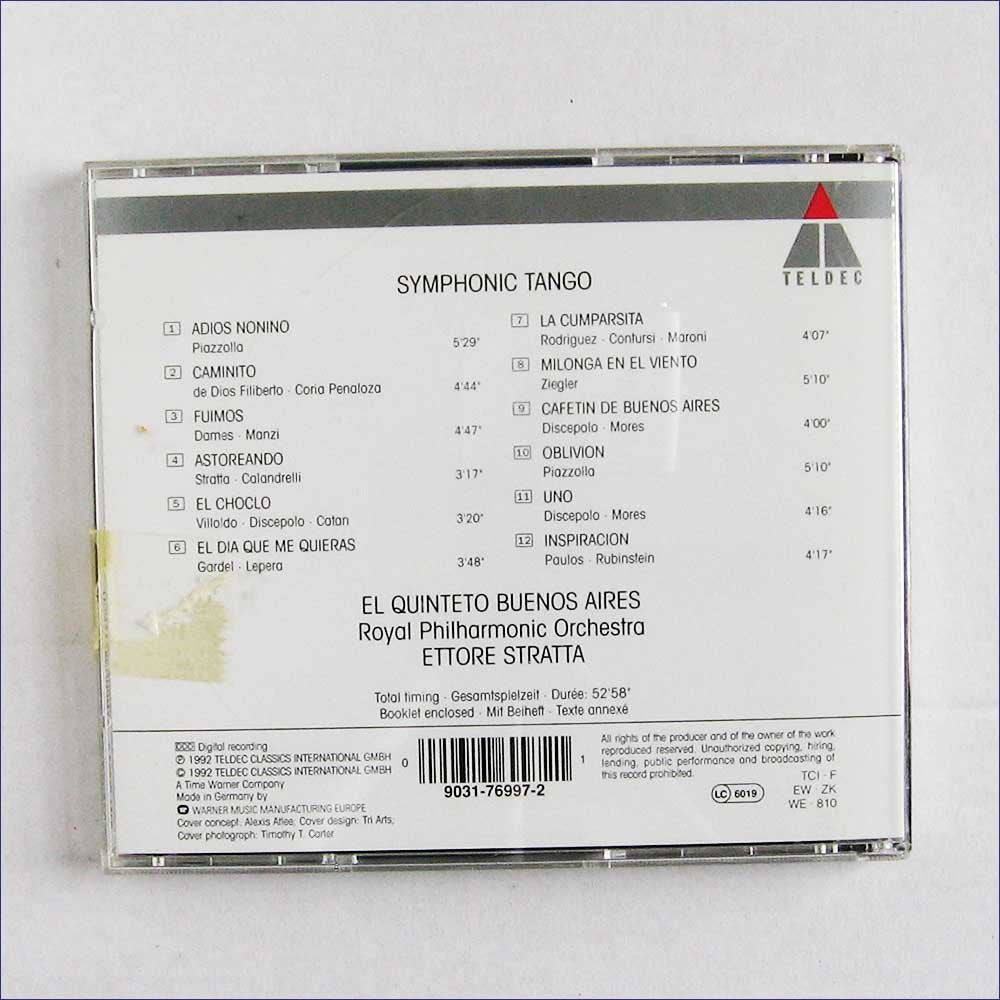 TELDEC
SYMPHONIC TANGO
1 ADIOS NONINO
Piazzolla 5'29"
2 CAMINITO
de Dios Filiberto · Coria Penaloza 4'44"
3 FUIMOS
Dames · Manzi 4'47"
4 ASTOREANDO
Stratta · Calandrelli 3'17"
5 EL CHOCLO
Villoldo · Discepolo · Catan 3'20"
6 EL DIA QUE ME QUIERAS
Gardel · Lepera 3'48"
7 LA CUMPARSITA
Rodriguez · Contursi · Maroni 4'07"
8 MILONGA EN EL VIENTO
Ziegler 5'10"
9 CAFETIN DE BUENOS AIRES
Discepolo · Mores 4'00"
10 OBLIVION
Piazzolla 5'10"
11 UNO
Discepolo · Mores 4'16"
12 INSPIRACION
Paulos · Rubinstein 4'17"
EL QUINTETO BUENOS AIRES
Royal Philharmonic Orchestra
ETTORE STRATTA
Total timing · Gesamtspielzeit · Durée: 52'58"
Booklet enclosed · Mit Beiheft · Texte annexé
DDD Digital recording
℗ 1992 TELDEC CLASSICS INTERNATIONAL GMBH
© 1992 TELDEC CLASSICS INTERNATIONAL GMBH
A Time Warner Company
Made in Germany by
WARNER MUSIC MANUFACTURING EUROPE
Cover concept: Alexis Atlee; Cover design: Tri Arts;
Cover photograph: Timothy T. Carter
0 1
9031-76997-2
All rights of the producer and of the owner of the work
reproduced reserved. Unauthorized copying, hiring,
lending, public performance and broadcasting of
this record prohibited.
LC 6019
TCI · F
EW · ZK
WE · 810